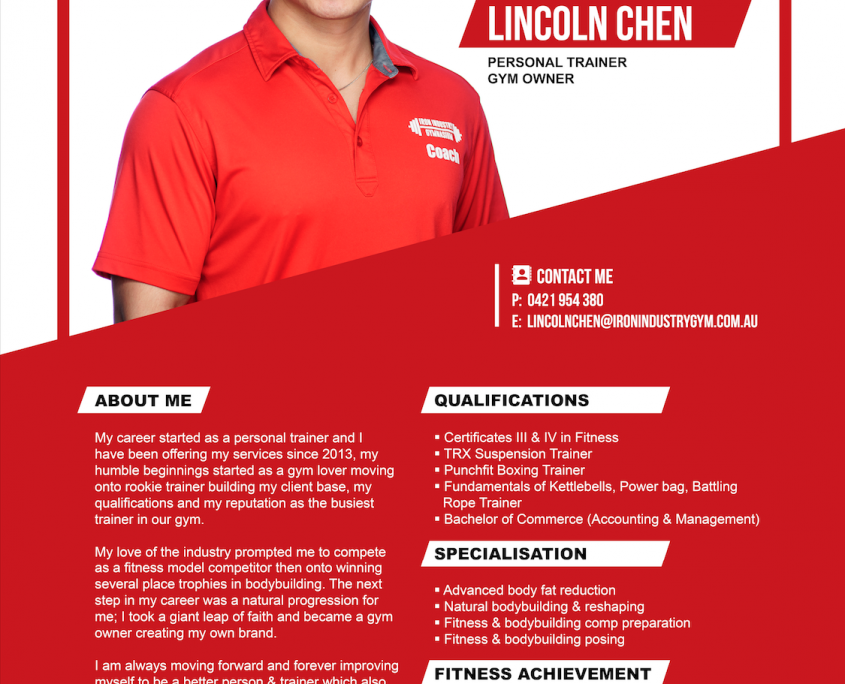 LINCOLN CHEN
PERSONAL TRAINER
GYM OWNER
IRON INDUSTRY
GYMNASIUM
Coach
CONTACT ME
P: 0421 954 380
E: LINCOLNCHEN@IRONINDUSTRYGYM.COM.AU
ABOUT ME
My career started as a personal trainer and I
have been offering my services since 2013, my
humble beginnings started as a gym lover moving
onto rookie trainer building my client base, my
qualifications and my reputation as the busiest
trainer in our gym.
My love of the industry prompted me to compete
as a fitness model competitor then onto winning
several place trophies in bodybuilding. The next
step in my career was a natural progression for
me; I took a giant leap of faith and became a gym
owner creating my own brand.
I am always moving forward and forever improving
myself to be a better person & trainer which also
QUALIFICATIONS
▪ Certificates III & IV in Fitness
▪ TRX Suspension Trainer
▪ Punchfit Boxing Trainer
▪ Fundamentals of Kettlebells, Power bag, Battling
Rope Trainer
▪ Bachelor of Commerce (Accounting & Management)
SPECIALISATION
▪ Advanced body fat reduction
▪ Natural bodybuilding & reshaping
▪ Fitness & bodybuilding comp preparation
▪ Fitness & bodybuilding posing
FITNESS ACHIEVEMENT